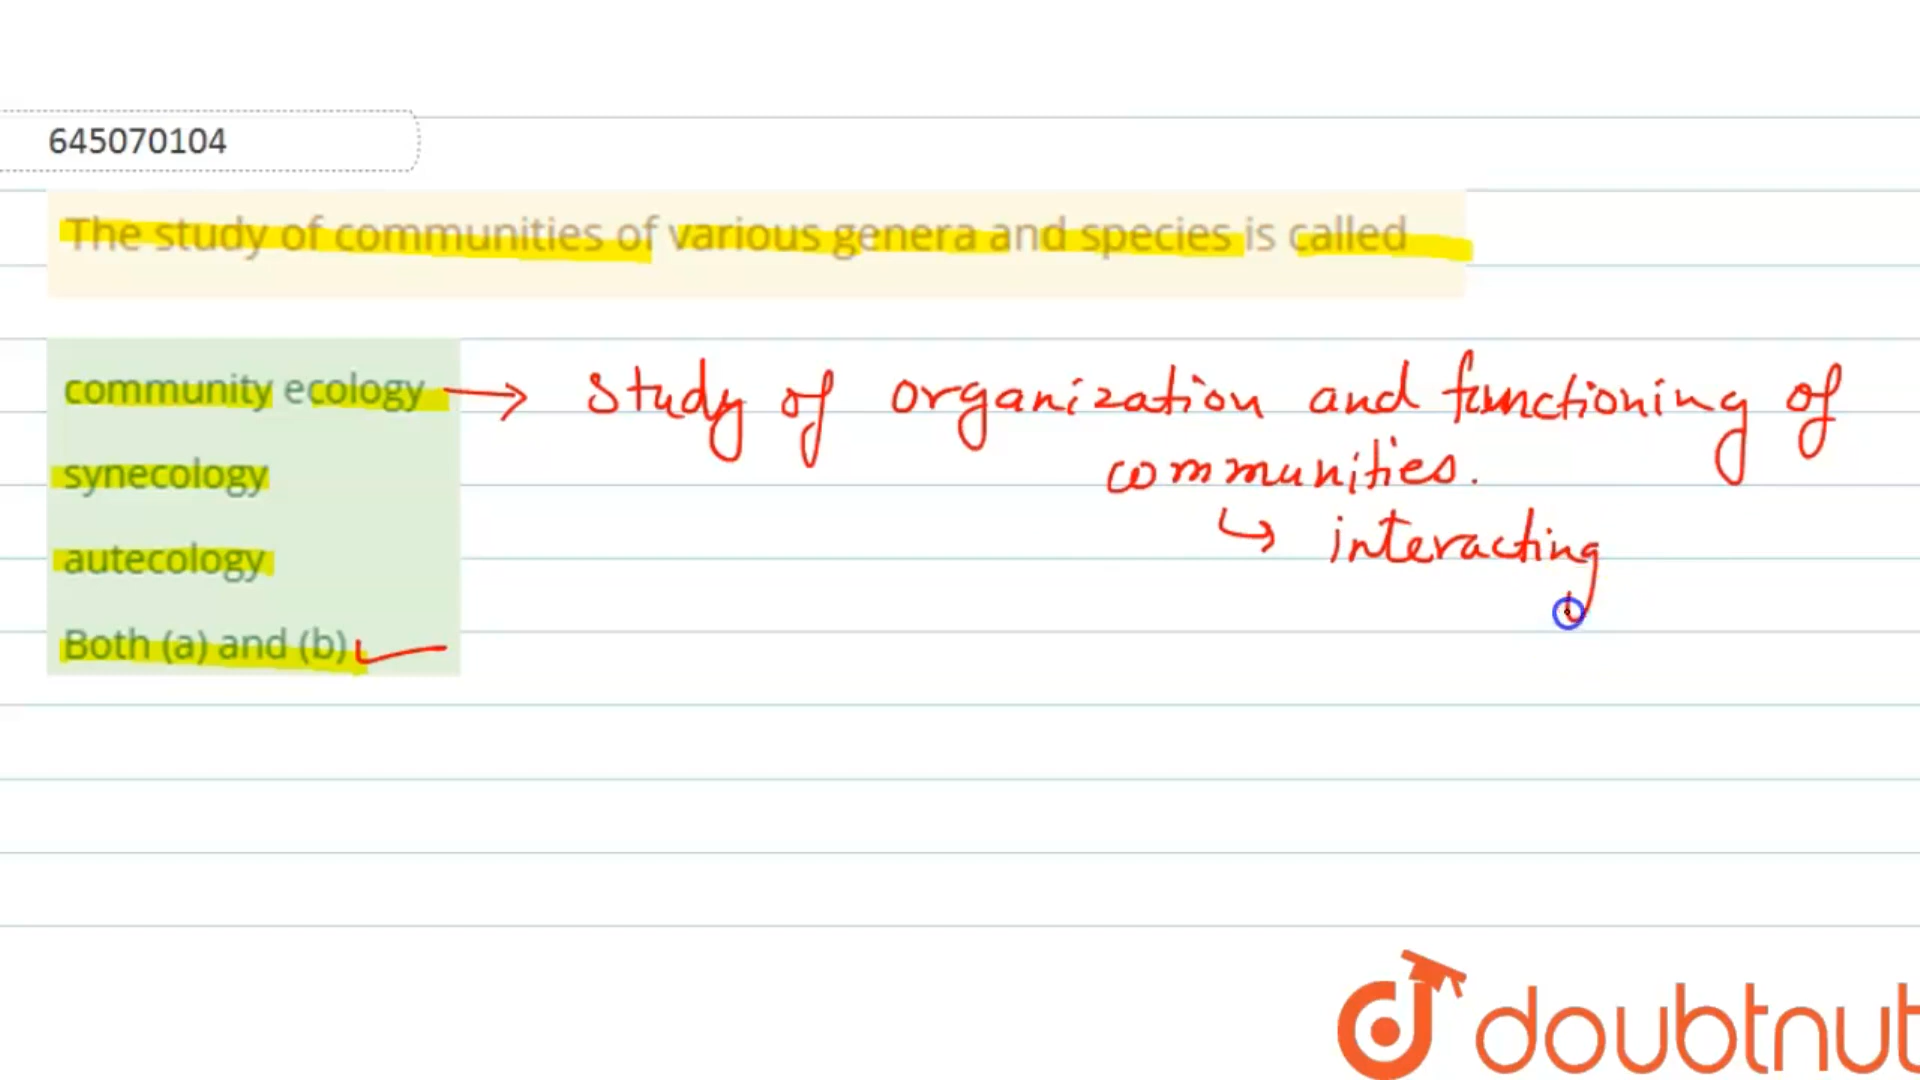 645070104
The study of communities of various genera and species is called
community ecology → study of organization and functioning of
communities.
synecology
↳ interacting
autecology
Both (a) and (b) ✓
doubtnut